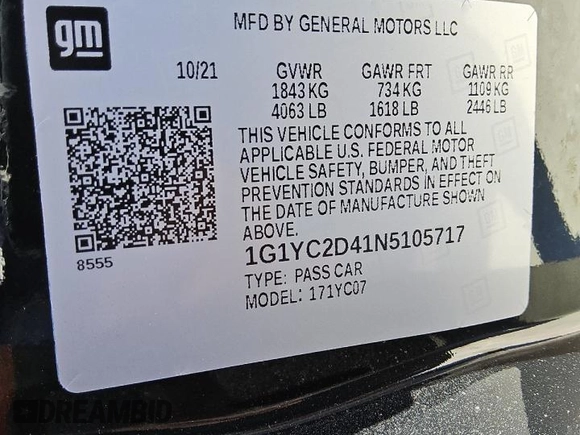 gm
MFD BY GENERAL MOTORS LLC
10/21 GVWR GAWR FRT GAWR RR
1843 KG 734 KG 1109 KG
4063 LB 1618 LB 2446 LB
THIS VEHICLE CONFORMS TO ALL
APPLICABLE U.S. FEDERAL MOTOR
VEHICLE SAFETY, BUMPER, AND THEFT
PREVENTION STANDARDS IN EFFECT ON
THE DATE OF MANUFACTURE SHOWN
ABOVE.
8555
1G1YC2D41N5105717
TYPE: PASS CAR
MODEL: 171YC07
DREAMBID